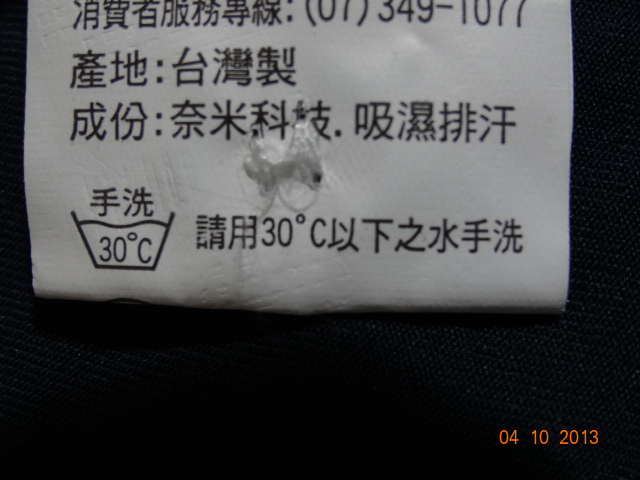 消費者服務專線:(07)349-1077
產地:台灣製
成份:奈米科技.吸濕排汗
手洗
30°C
請用30°C以下之水手洗
04 10 2013